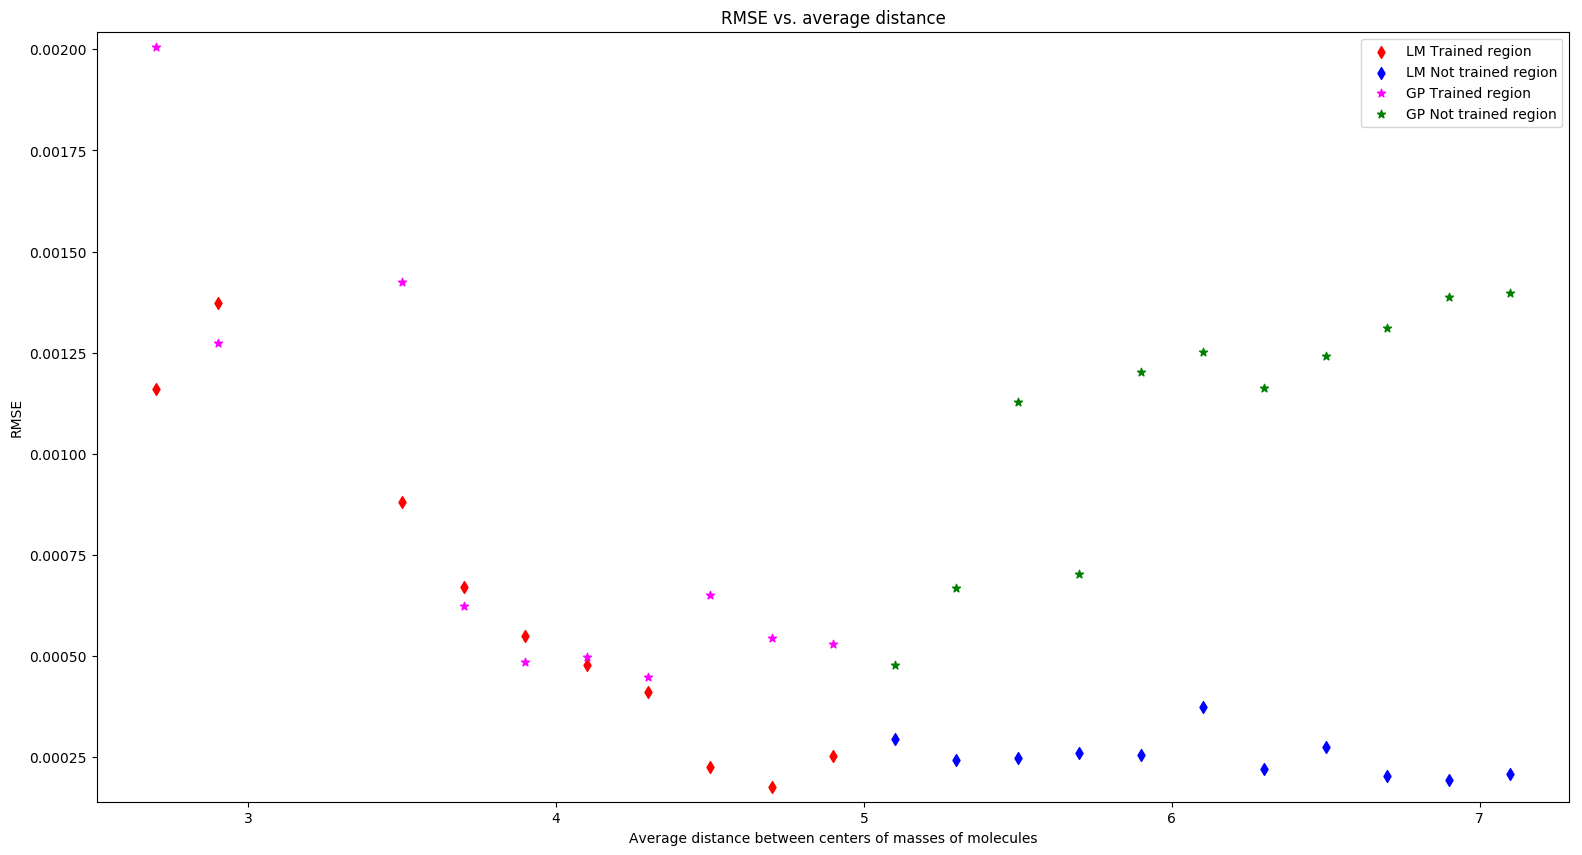 RMSE vs. average distance
0.00200
0.00175
0.00150
0.00125
0.00100
0.00075
0.00050
0.00025
RMSE
LM Trained region
LM Not trained region
GP Trained region
GP Not trained region
3 4 5 6 7
Average distance between centers of masses of molecules